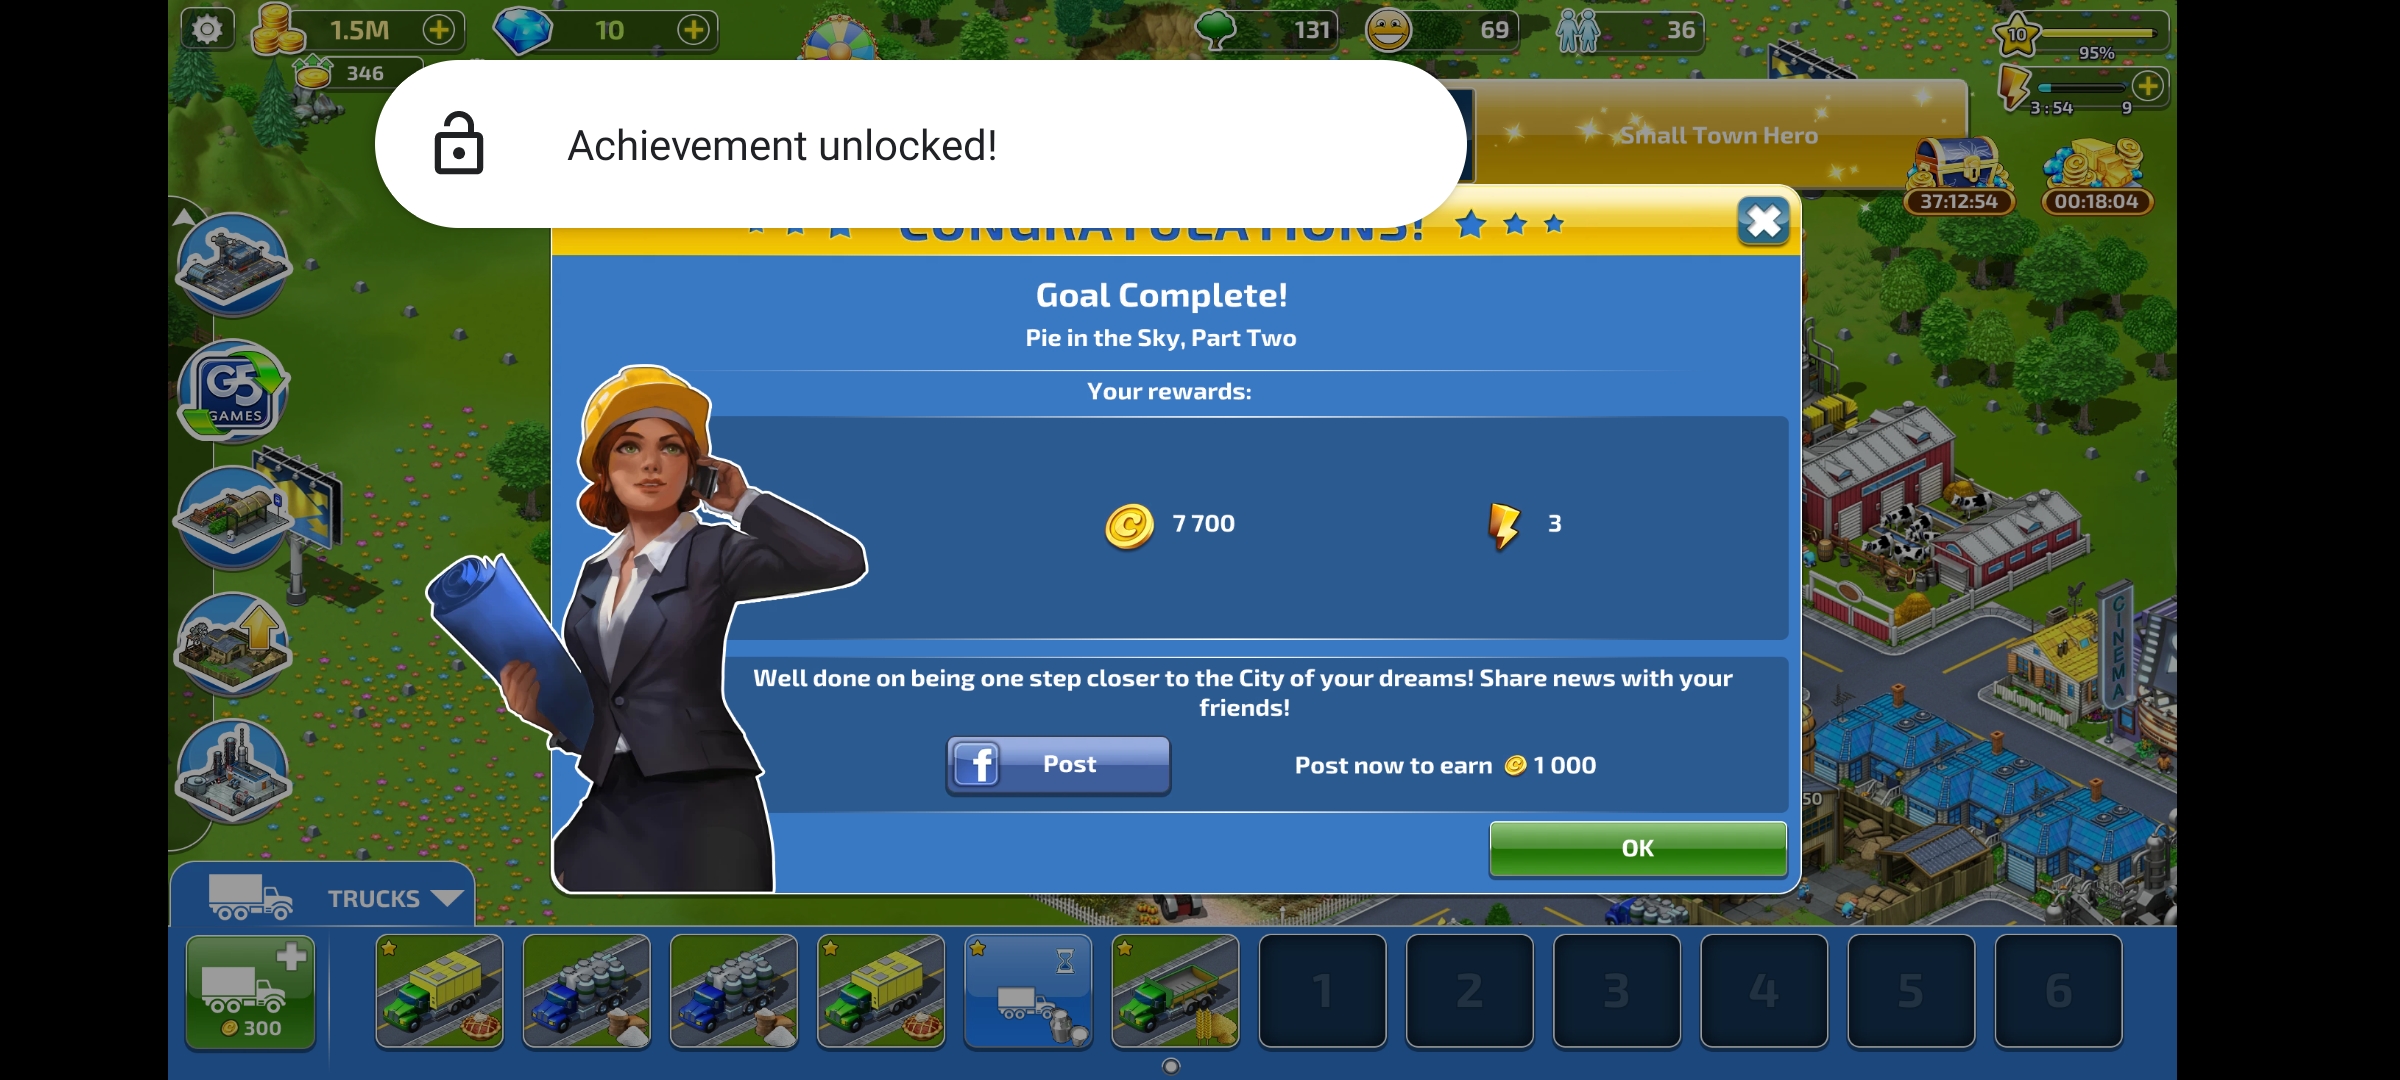 1.5M
10
131
69
36
10
95%
346
3:54
9
Achievement unlocked!
Small Town Hero
37:12:54
00:18:04
CONGRATULATIONS!
Goal Complete!
Pie in the Sky, Part Two
Your rewards:
G5
GAMES
7 700
3
CINEMA
Well done on being one step closer to the City of your dreams! Share news with your
friends!
f
Post
Post now to earn
1 000
50
OK
TRUCKS
300
1
2
3
4
5
6